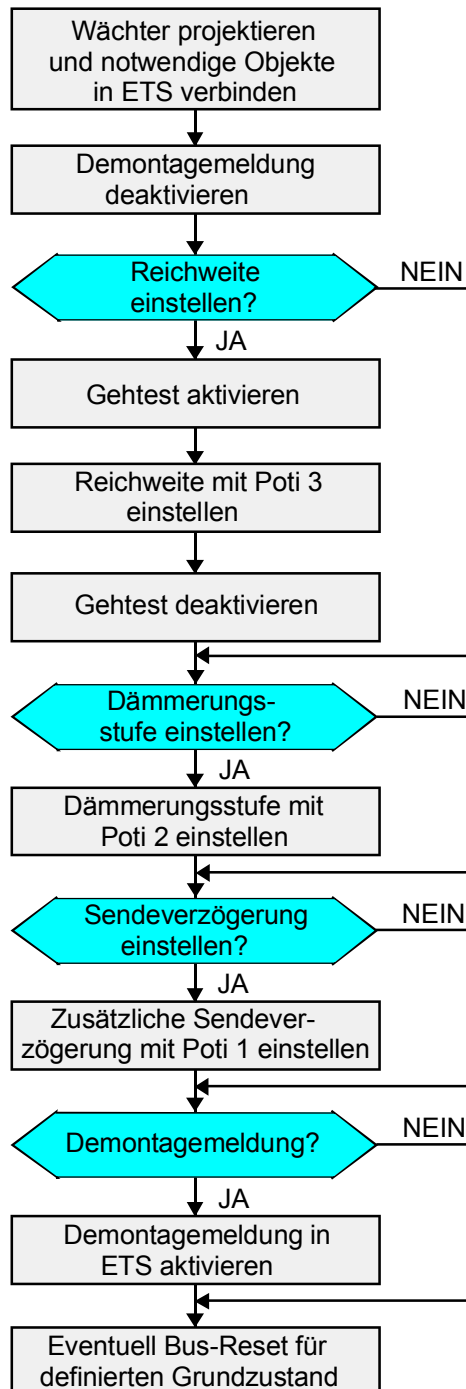 Wächter projektieren
und notwendige Objekte
in ETS verbinden
Demontagemeldung
deaktivieren
Reichweite
einstellen?
NEIN
JA
Gehtest aktivieren
Reichweite mit Poti 3
einstellen
Gehtest deaktivieren
Dämmerungs-
stufe einstellen?
NEIN
JA
Dämmerungsstufe mit
Poti 2 einstellen
Sendeverzögerung
einstellen?
NEIN
JA
Zusätzliche Sendever-
zögerung mit Poti 1 einstellen
Demontagemeldung?
NEIN
JA
Demontagemeldung in
ETS aktivieren
Eventuell Bus-Reset für
definierten Grundzustand